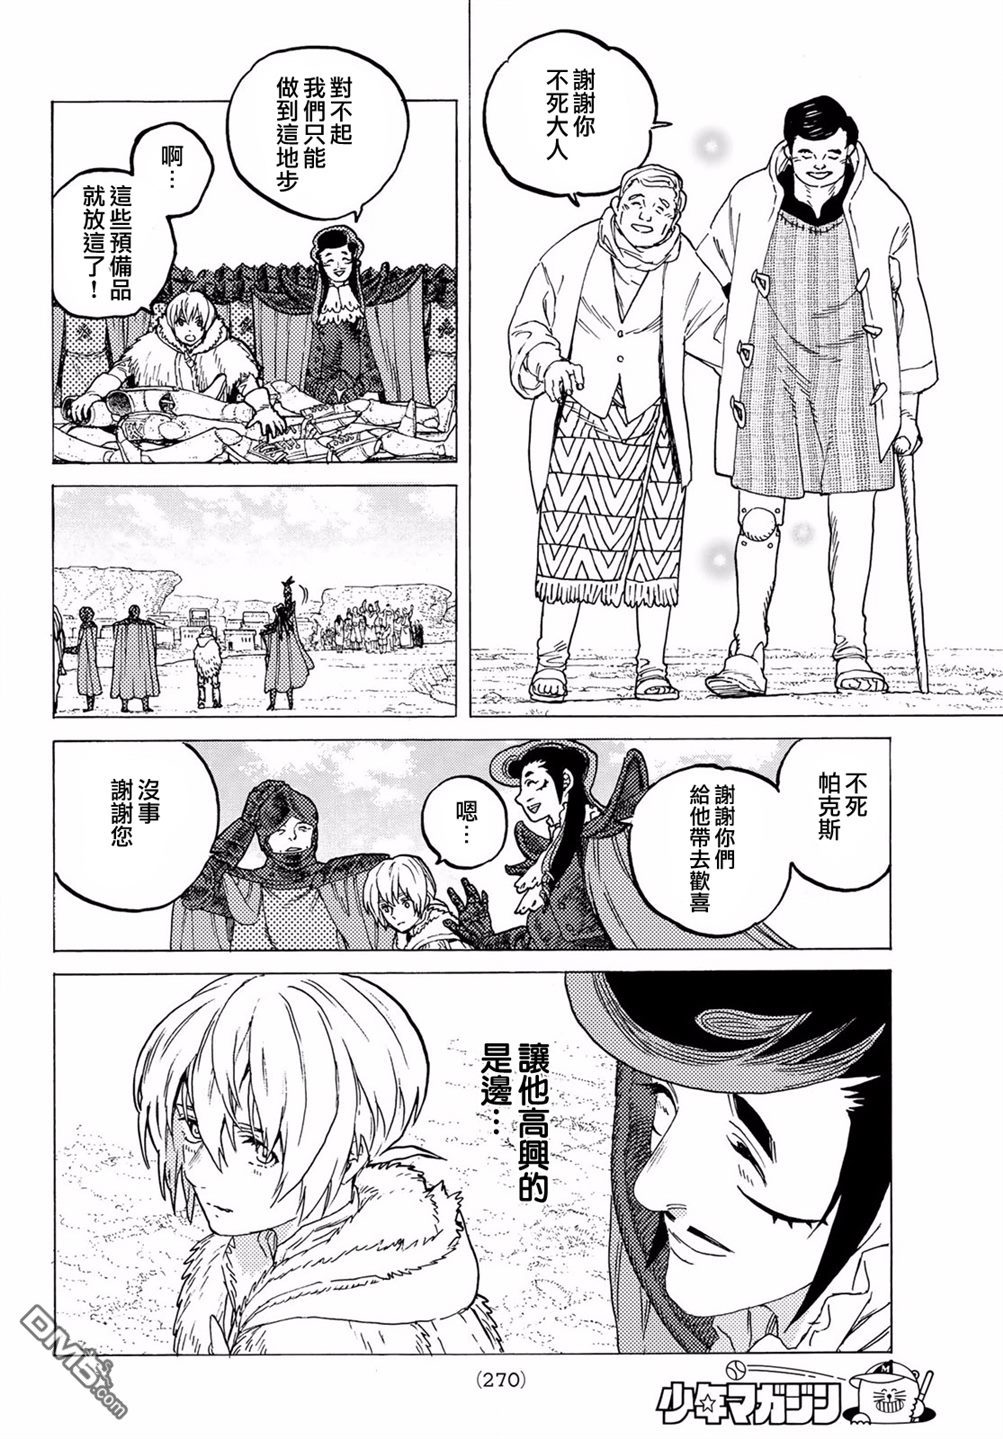 謝謝你
不死大人
對不起
我們只能
做到這地步
啊…
這些預備品
就放這了！
不死
帕克斯
謝謝你們
給他帶去歡喜
嗯…
沒事
謝謝您
讓他高興的
是邊…
(270)
少年マガジン
DM5.com